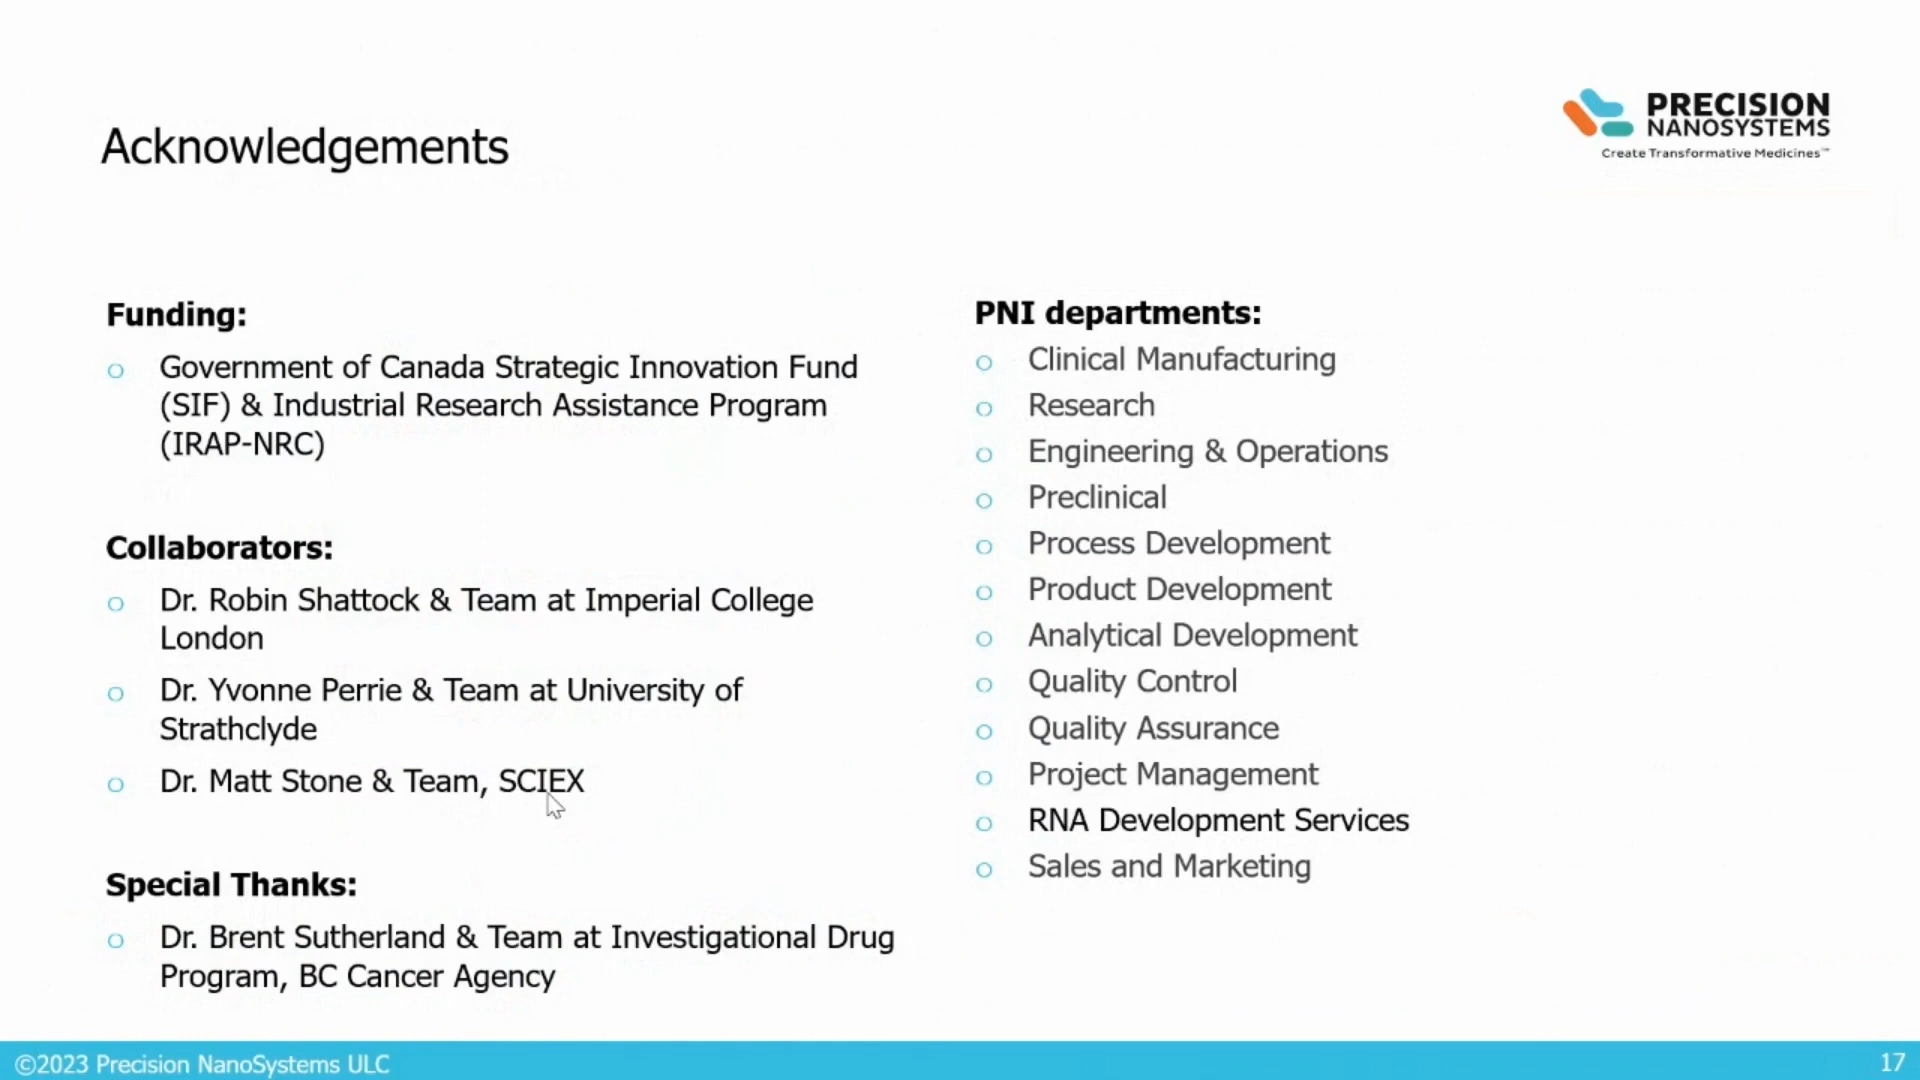 Acknowledgements
PRECISION
NANOSYSTEMS
Create Transformative Medicines™
Funding:
o Government of Canada Strategic Innovation Fund
(SIF) & Industrial Research Assistance Program
(IRAP-NRC)
Collaborators:
o Dr. Robin Shattock & Team at Imperial College
London
o Dr. Yvonne Perrie & Team at University of
Strathclyde
o Dr. Matt Stone & Team, SCIEX
Special Thanks:
o Dr. Brent Sutherland & Team at Investigational Drug
Program, BC Cancer Agency
PNI departments:
o Clinical Manufacturing
o Research
o Engineering & Operations
o Preclinical
o Process Development
o Product Development
o Analytical Development
o Quality Control
o Quality Assurance
o Project Management
o RNA Development Services
o Sales and Marketing
©2023 Precision NanoSystems ULC
17